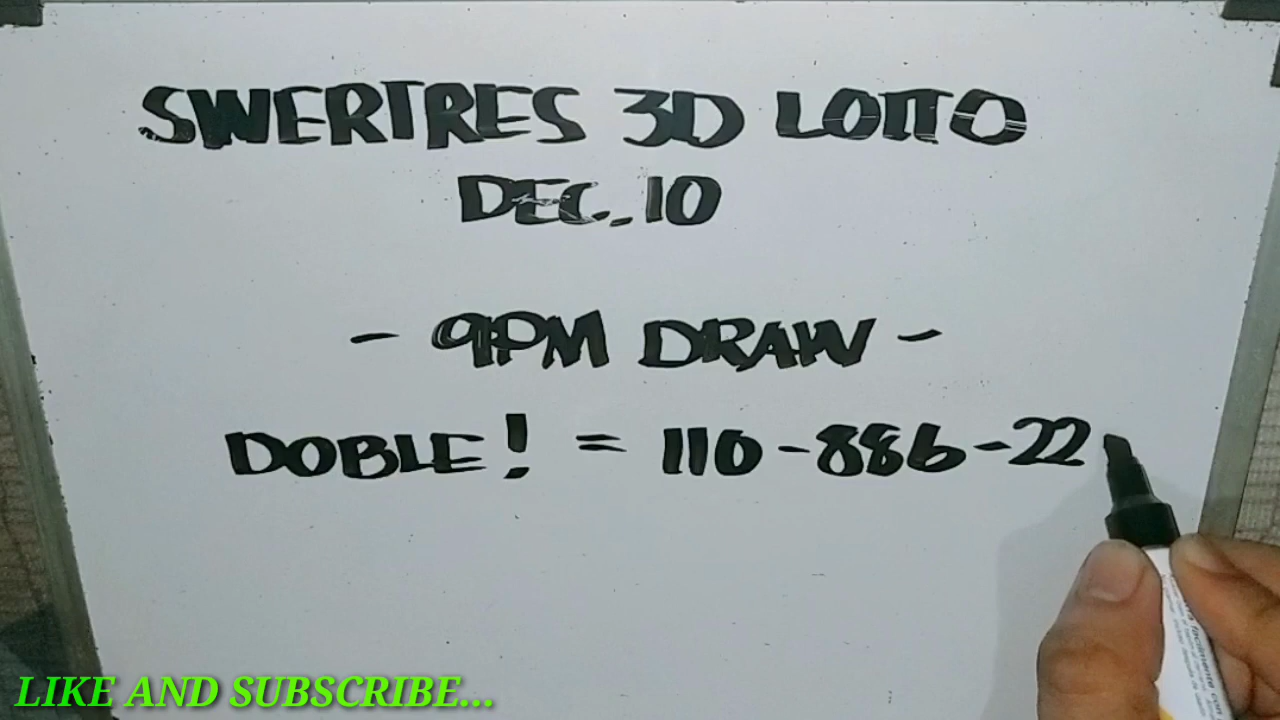 SWERTRES 3D LOTTO
DEC. 10
- 9PM DRAW -
DOBLE! = 110-886-22
LIKE AND SUBSCRIBE...